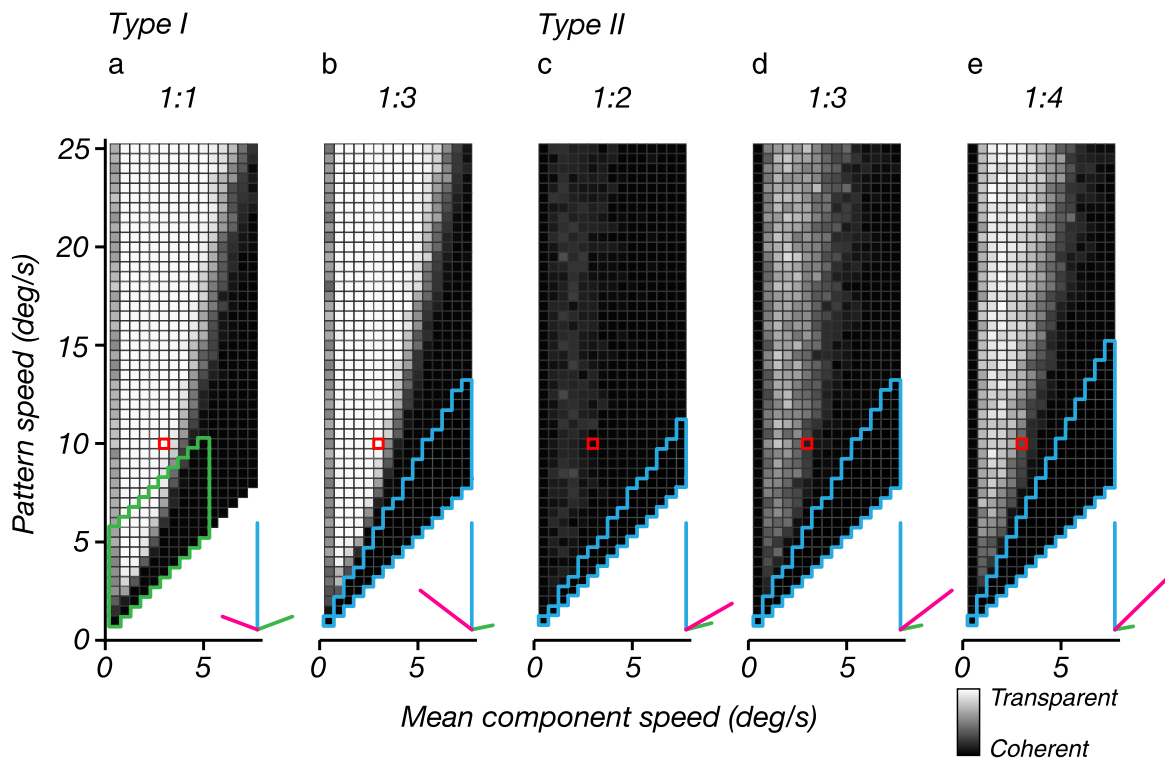 Type I
Type II
a
b
c
d
e
1:1
1:3
1:2
1:3
1:4
25
20
15
10
5
0
Pattern speed (deg/s)
0 5
0 5
0 5
0 5
0 5
Mean component speed (deg/s)
Transparent
Coherent